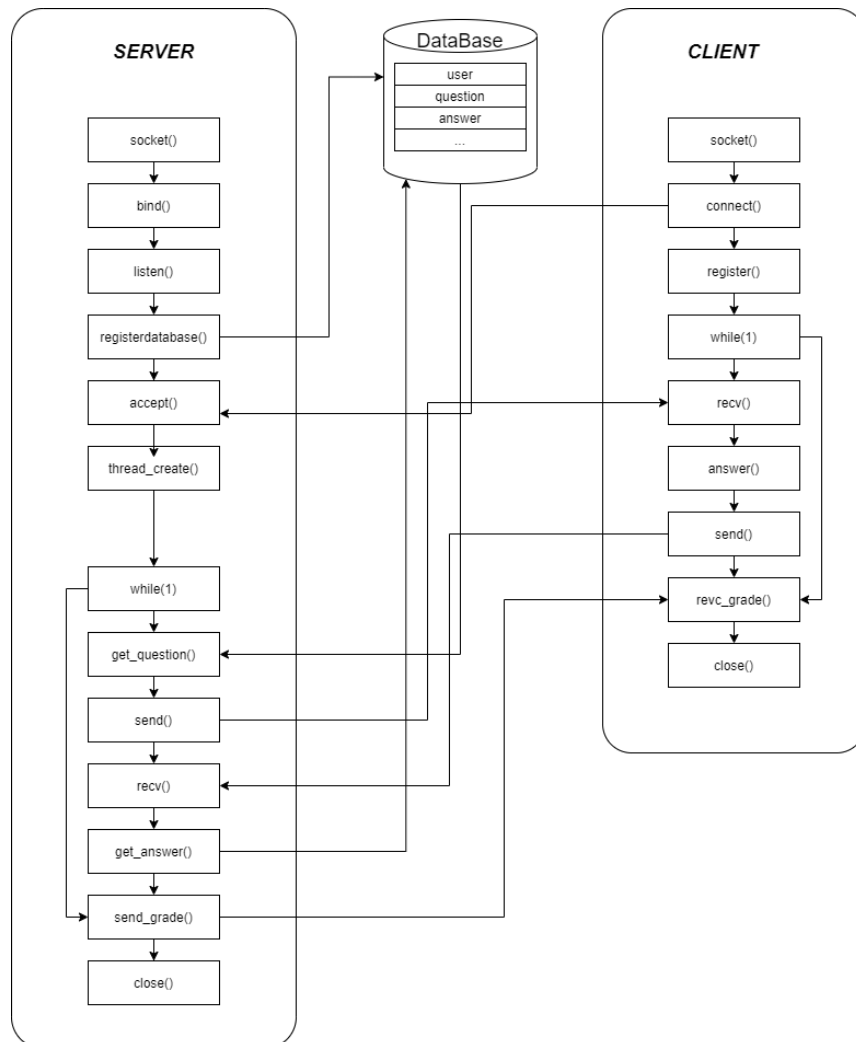 SERVER
socket()
bind()
listen()
registerdatabase()
accept()
thread_create()
while(1)
get_question()
send()
recv()
get_answer()
send_grade()
close()
DataBase
user
question
answer
...
CLIENT
socket()
connect()
register()
while(1)
recv()
answer()
send()
revc_grade()
close()